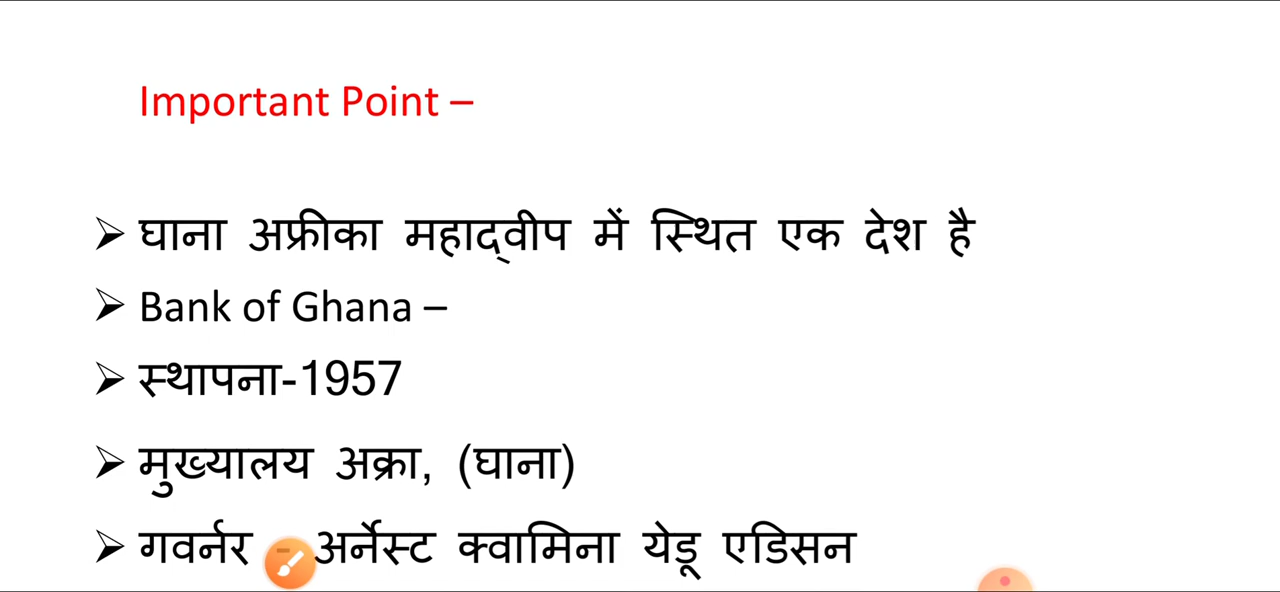 Important Point –
घाना अफ्रीका महाद्वीप में स्थित एक देश है
Bank of Ghana –
स्थापना-1957
मुख्यालय अक्रा, (घाना)
गवर्नर - अर्नेस्ट क्वामिना येडू एडिसन